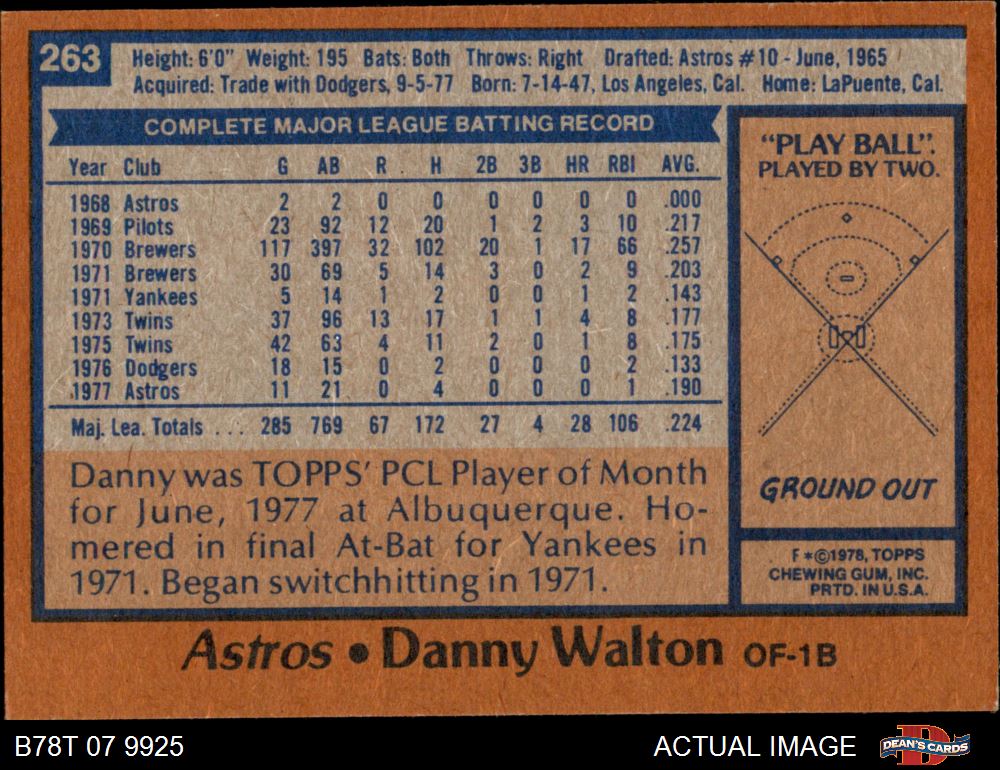 263
Height: 6'0" Weight: 195 Bats: Both Throws: Right Drafted: Astros #10 - June, 1965
Acquired: Trade with Dodgers, 9-5-77 Born: 7-14-47, Los Angeles, Cal. Home: LaPuente, Cal.
COMPLETE MAJOR LEAGUE BATTING RECORD
Year Club G AB R H 2B 3B HR RBI AVG.
1968 Astros 2 2 0 0 0 0 0 0 .000
1969 Pilots 23 92 12 20 1 2 3 10 .217
1970 Brewers 117 397 32 102 20 1 17 66 .257
1971 Brewers 30 69 5 14 3 0 2 9 .203
1971 Yankees 5 14 1 2 0 0 1 2 .143
1973 Twins 37 96 13 17 1 1 4 8 .177
1975 Twins 42 63 4 11 2 0 1 8 .175
1976 Dodgers 18 15 0 2 0 0 0 2 .133
1977 Astros 11 21 0 4 0 0 0 1 .190
Maj. Lea. Totals . . . 285 769 67 172 27 4 28 106 .224
Danny was TOPPS' PCL Player of Month
for June, 1977 at Albuquerque. Ho-
mered in final At-Bat for Yankees in
1971. Began switchhitting in 1971.
"PLAY BALL".
PLAYED BY TWO.
GROUND OUT
F *©1978, TOPPS
CHEWING GUM, INC.
PRTD. IN U.S.A.
Astros • Danny Walton OF-1B
B78T 07 9925
ACTUAL IMAGE
D
DEAN'S CARDS